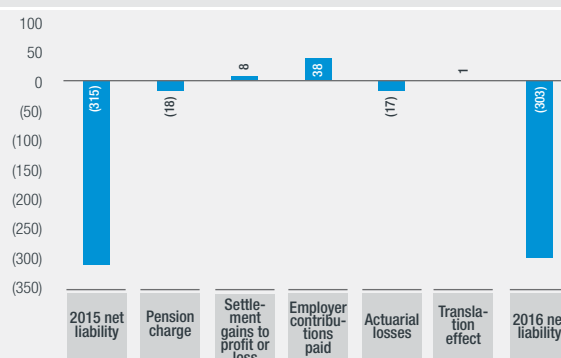 100
50
0
(50)
(100)
(150)
(200)
(250)
(300)
(350)
(315)
(18)
8
38
(17)
1
(303)
2015 net
liability
Pension
charge
Settle-
ment
gains to
profit or
loss
Employer
contribu-
tions
paid
Actuarial
losses
Transla-
tion
effect
2016 net
liability